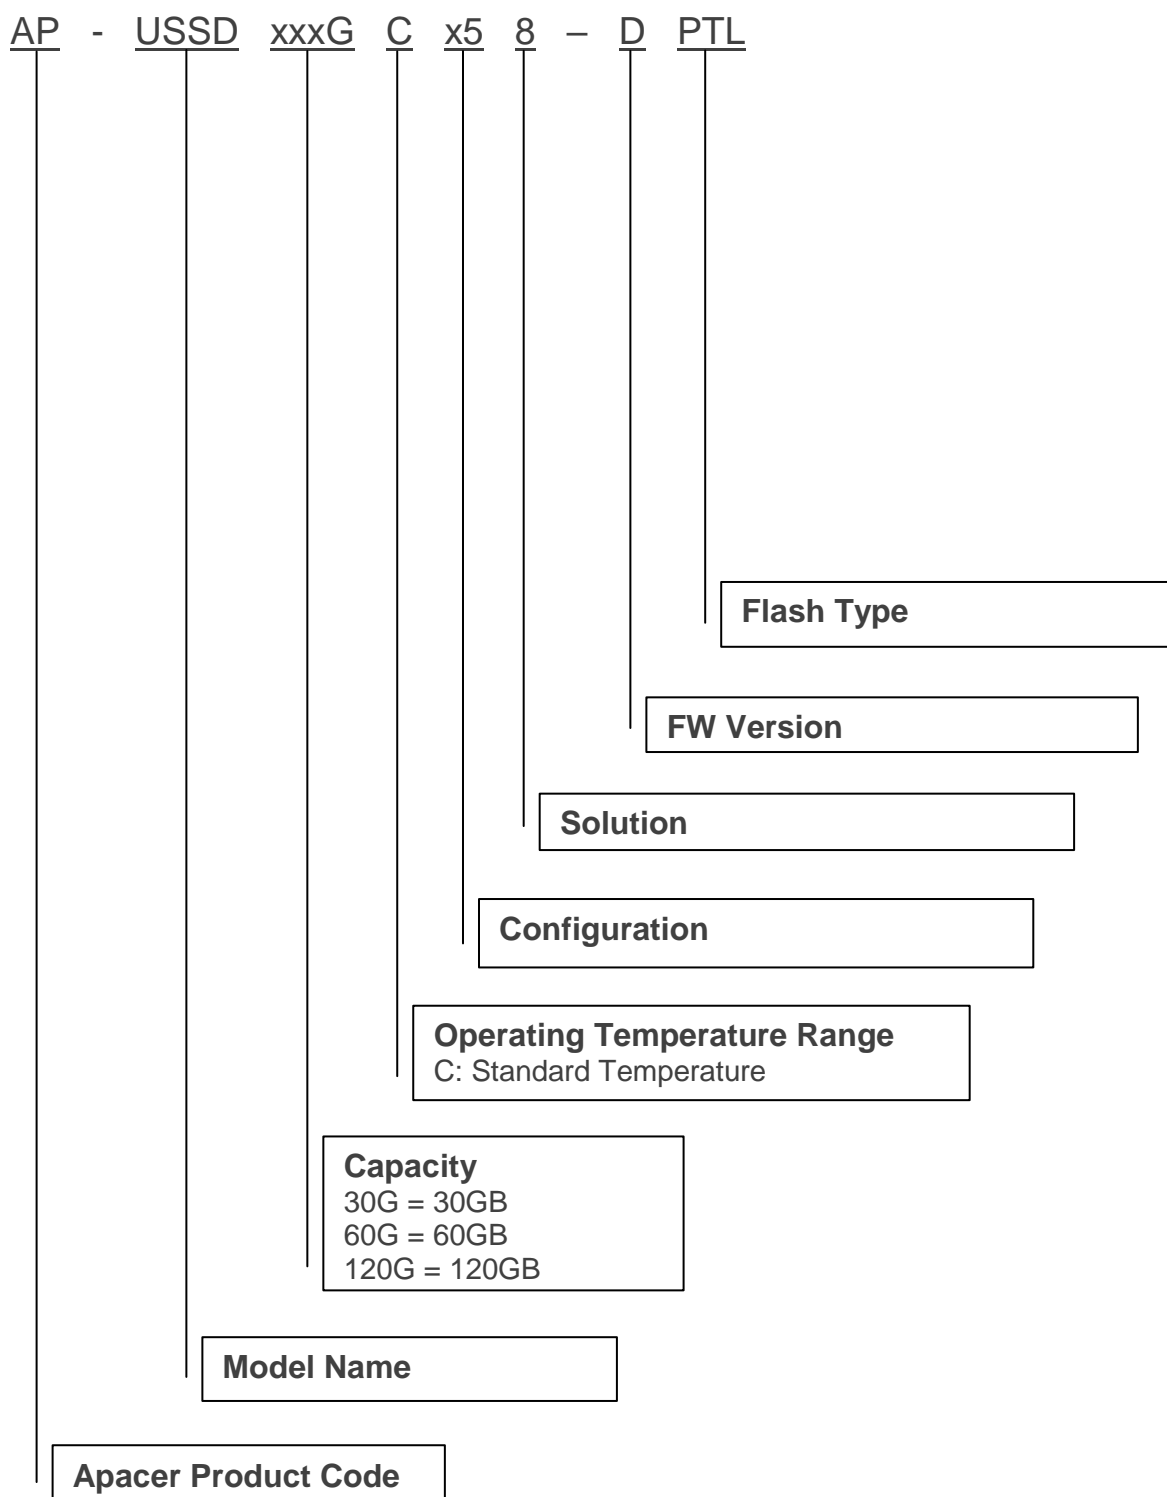 AP - USSD xxxG C x5 8 – D PTL
Flash Type
FW Version
Solution
Configuration
Operating Temperature Range
C: Standard Temperature
Capacity
30G = 30GB
60G = 60GB
120G = 120GB
Model Name
Apacer Product Code